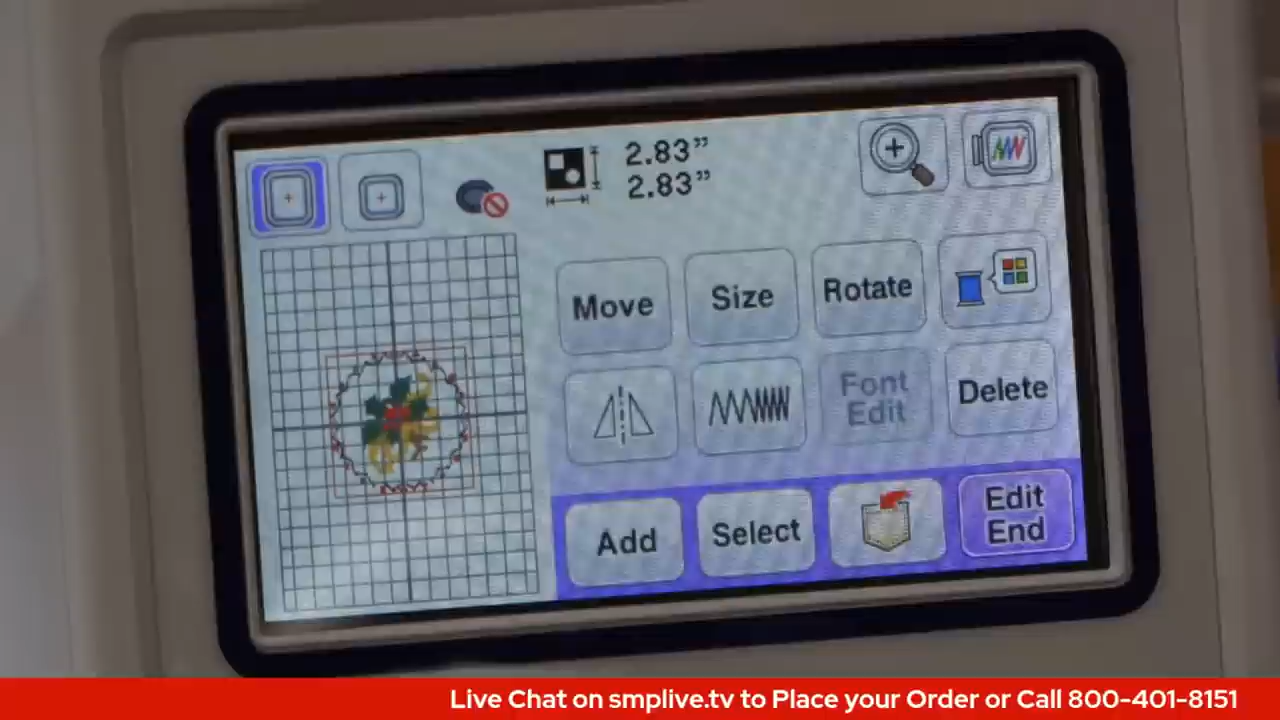 2.83”
2.83”
Move
Size
Rotate
Font
Edit
Delete
Add
Select
Edit
End
Live Chat on smplive.tv to Place your Order or Call 800-401-8151